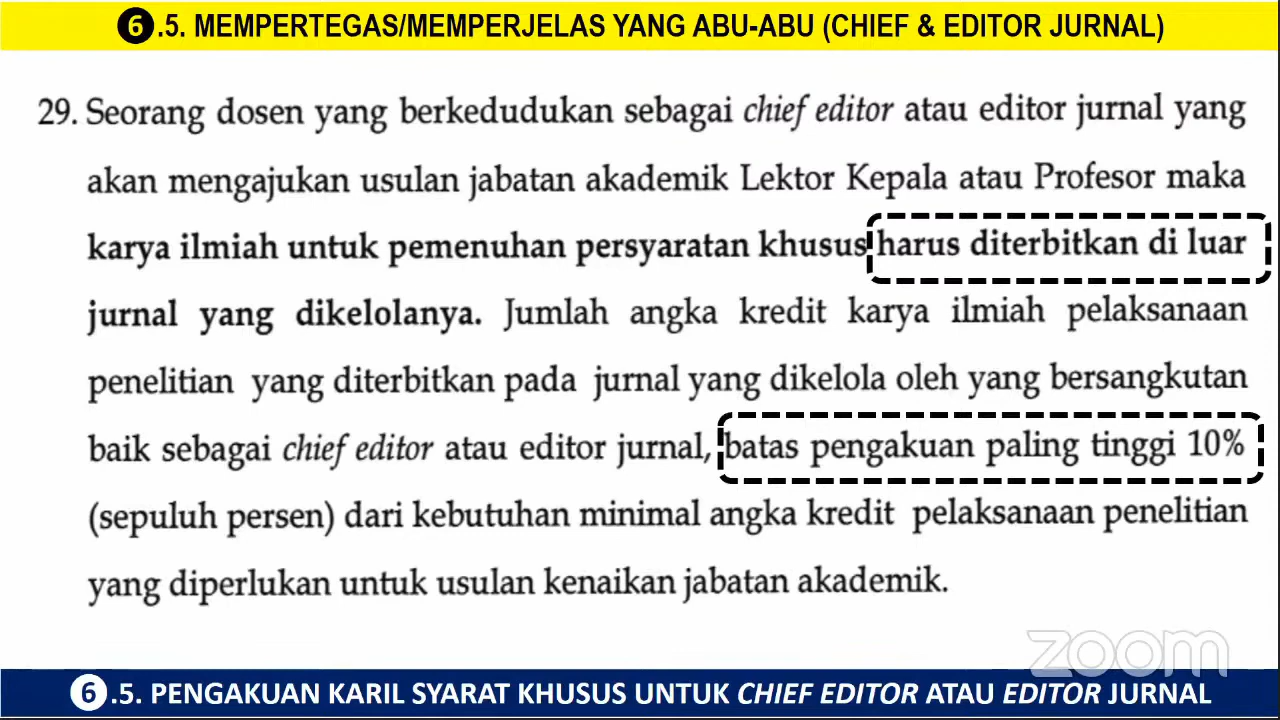 6.5. MEMPERTEGAS/MEMPERJELAS YANG ABU-ABU (CHIEF & EDITOR JURNAL)
29. Seorang dosen yang berkedudukan sebagai chief editor atau editor jurnal yang
akan mengajukan usulan jabatan akademik Lektor Kepala atau Profesor maka
karya ilmiah untuk pemenuhan persyaratan khusus harus diterbitkan di luar
jurnal yang dikelolanya. Jumlah angka kredit karya ilmiah pelaksanaan
penelitian yang diterbitkan pada jurnal yang dikelola oleh yang bersangkutan
baik sebagai chief editor atau editor jurnal, batas pengakuan paling tinggi 10%
(sepuluh persen) dari kebutuhan minimal angka kredit pelaksanaan penelitian
yang diperlukan untuk usulan kenaikan jabatan akademik.
zoom
6.5. PENGAKUAN KARIL SYARAT KHUSUS UNTUK CHIEF EDITOR ATAU EDITOR JURNAL